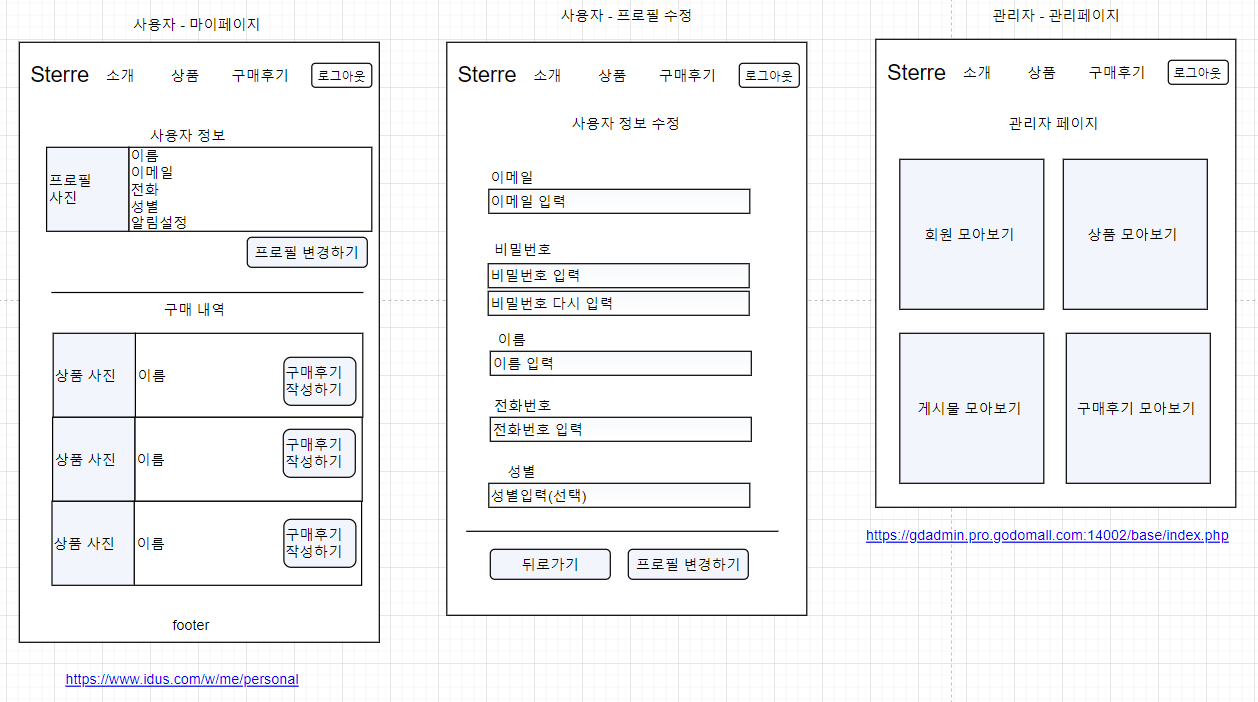 사용자 - 마이페이지
Sterre 소개 상품 구매후기 로그아웃
사용자 정보
프로필
사진
이름
이메일
전화
성별
알림설정
프로필 변경하기
구매 내역
상품 사진 이름
구매후기
작성하기
상품 사진 이름
구매후기
작성하기
상품 사진 이름
구매후기
작성하기
footer
https://www.idus.com/w/me/personal
사용자 - 프로필 수정
Sterre 소개 상품 구매후기 로그아웃
사용자 정보 수정
이메일
이메일 입력
비밀번호
비밀번호 입력
비밀번호 다시 입력
이름
이름 입력
전화번호
전화번호 입력
성별
성별입력(선택)
뒤로가기 프로필 변경하기
관리자 - 관리페이지
Sterre 소개 상품 구매후기 로그아웃
관리자 페이지
회원 모아보기 상품 모아보기
게시물 모아보기 구매후기 모아보기
https://gdadmin.pro.godomall.com:14002/base/index.php